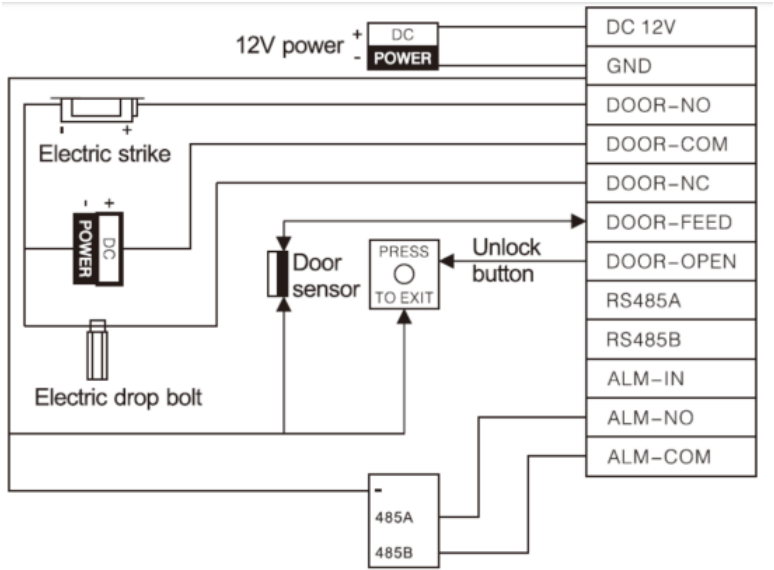 12V power
+
-
DC
POWER
DC 12V
GND
DOOR-NO
DOOR-COM
DOOR-NC
DOOR-FEED
DOOR-OPEN
RS485A
RS485B
ALM-IN
ALM-NO
ALM-COM
- +
Electric strike
- +
POWER
DC
Electric drop bolt
Door
sensor
PRESS
TO EXIT
Unlock
button
-
485A
485B